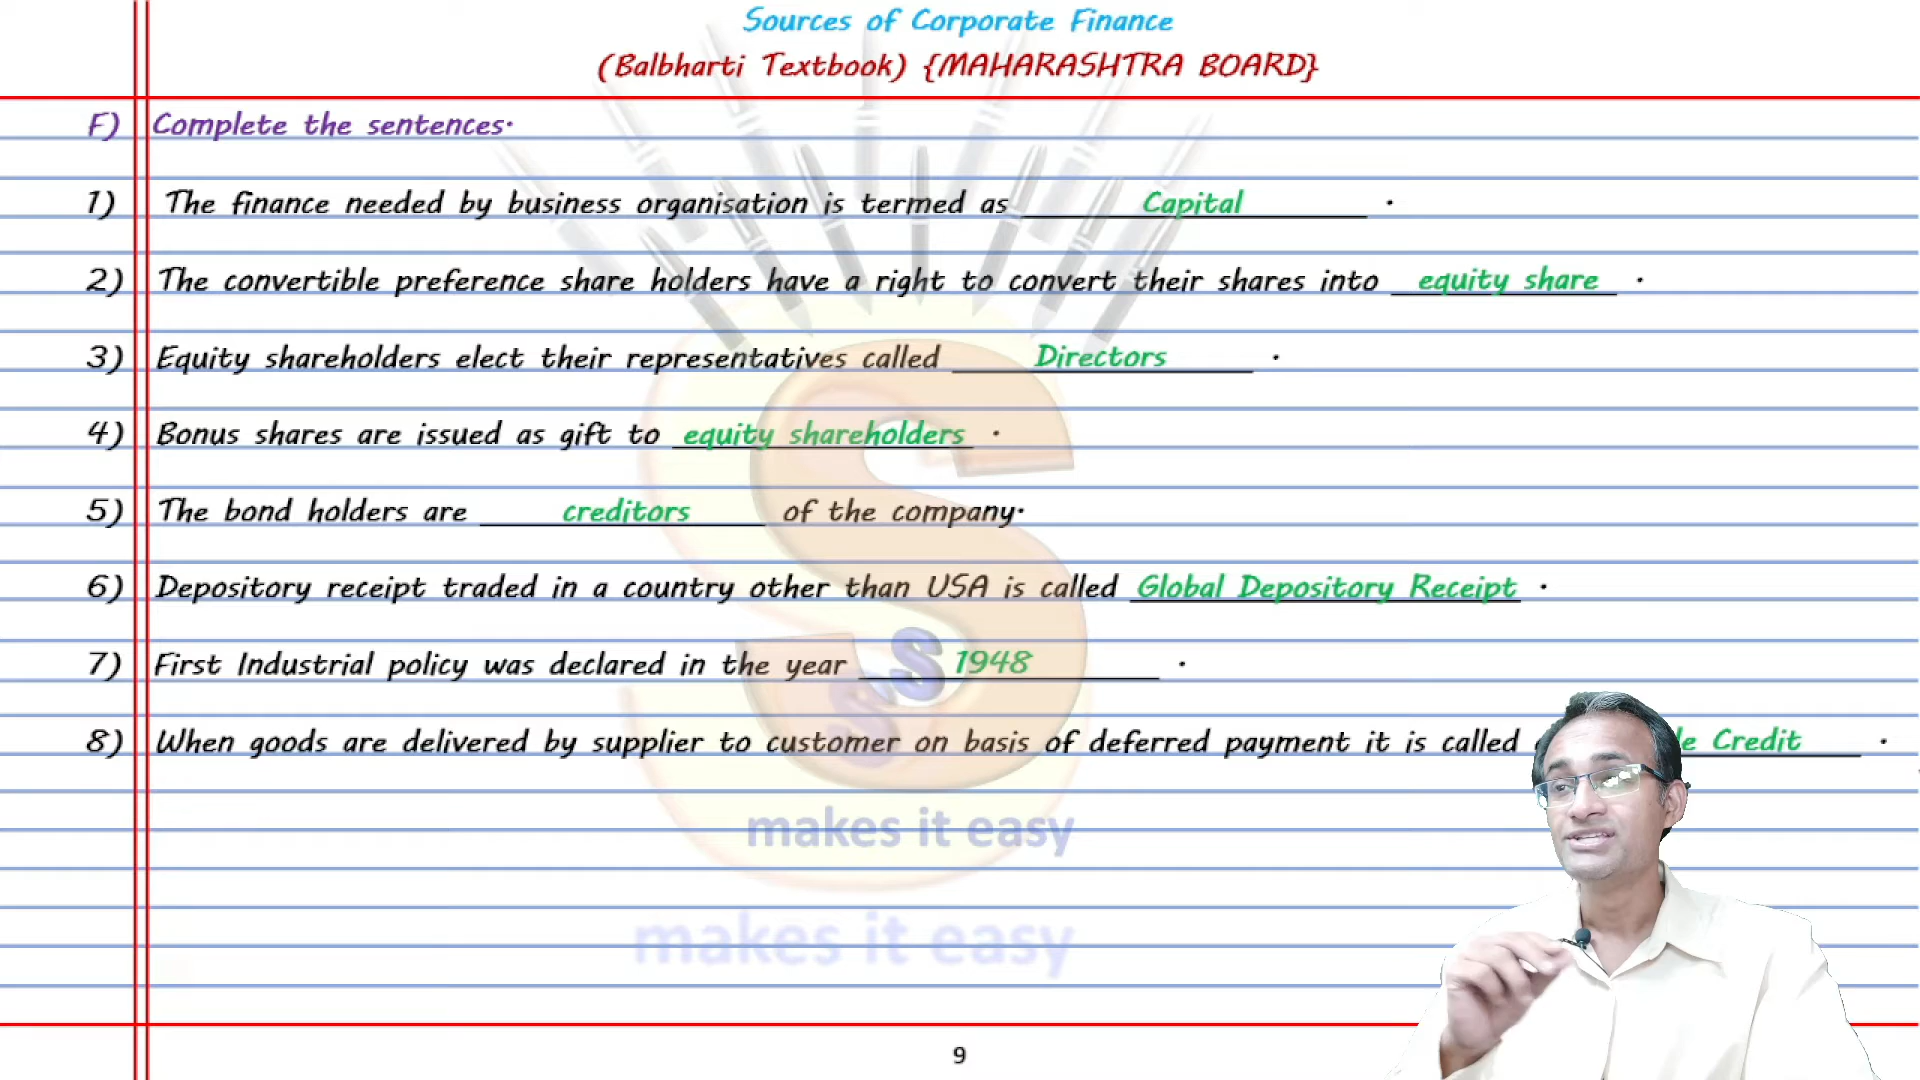 Sources of Corporate Finance
(Balbharti Textbook) {MAHARASHTRA BOARD}
F) Complete the sentences.
1) The finance needed by business organisation is termed as Capital .
2) The convertible preference share holders have a right to convert their shares into equity share .
3) Equity shareholders elect their representatives called Directors .
4) Bonus shares are issued as gift to equity shareholders .
5) The bond holders are creditors of the company.
6) Depository receipt traded in a country other than USA is called Global Depository Receipt .
7) First Industrial policy was declared in the year 1948 .
8) When goods are delivered by supplier to customer on basis of deferred payment it is called Credit .
makes it easy
makes it easy
9